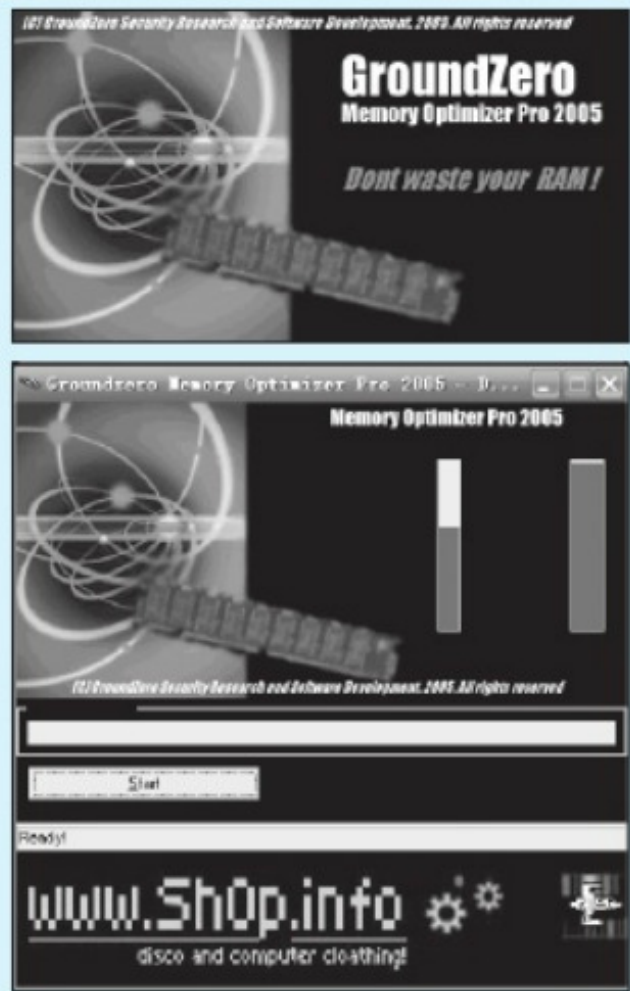 (C) GroundZero Security Research and Software Development, 2005. All rights reserved
GroundZero
Memory Optimizer Pro 2005
Dont waste your RAM !
Groundzero Memory Optimizer Pro 2005 - D...
Memory Optimizer Pro 2005
(C) GroundZero Security Research and Software Development, 2005. All rights reserved
Start
Ready!
www.Sh0p.info
disco and computer cloathing!